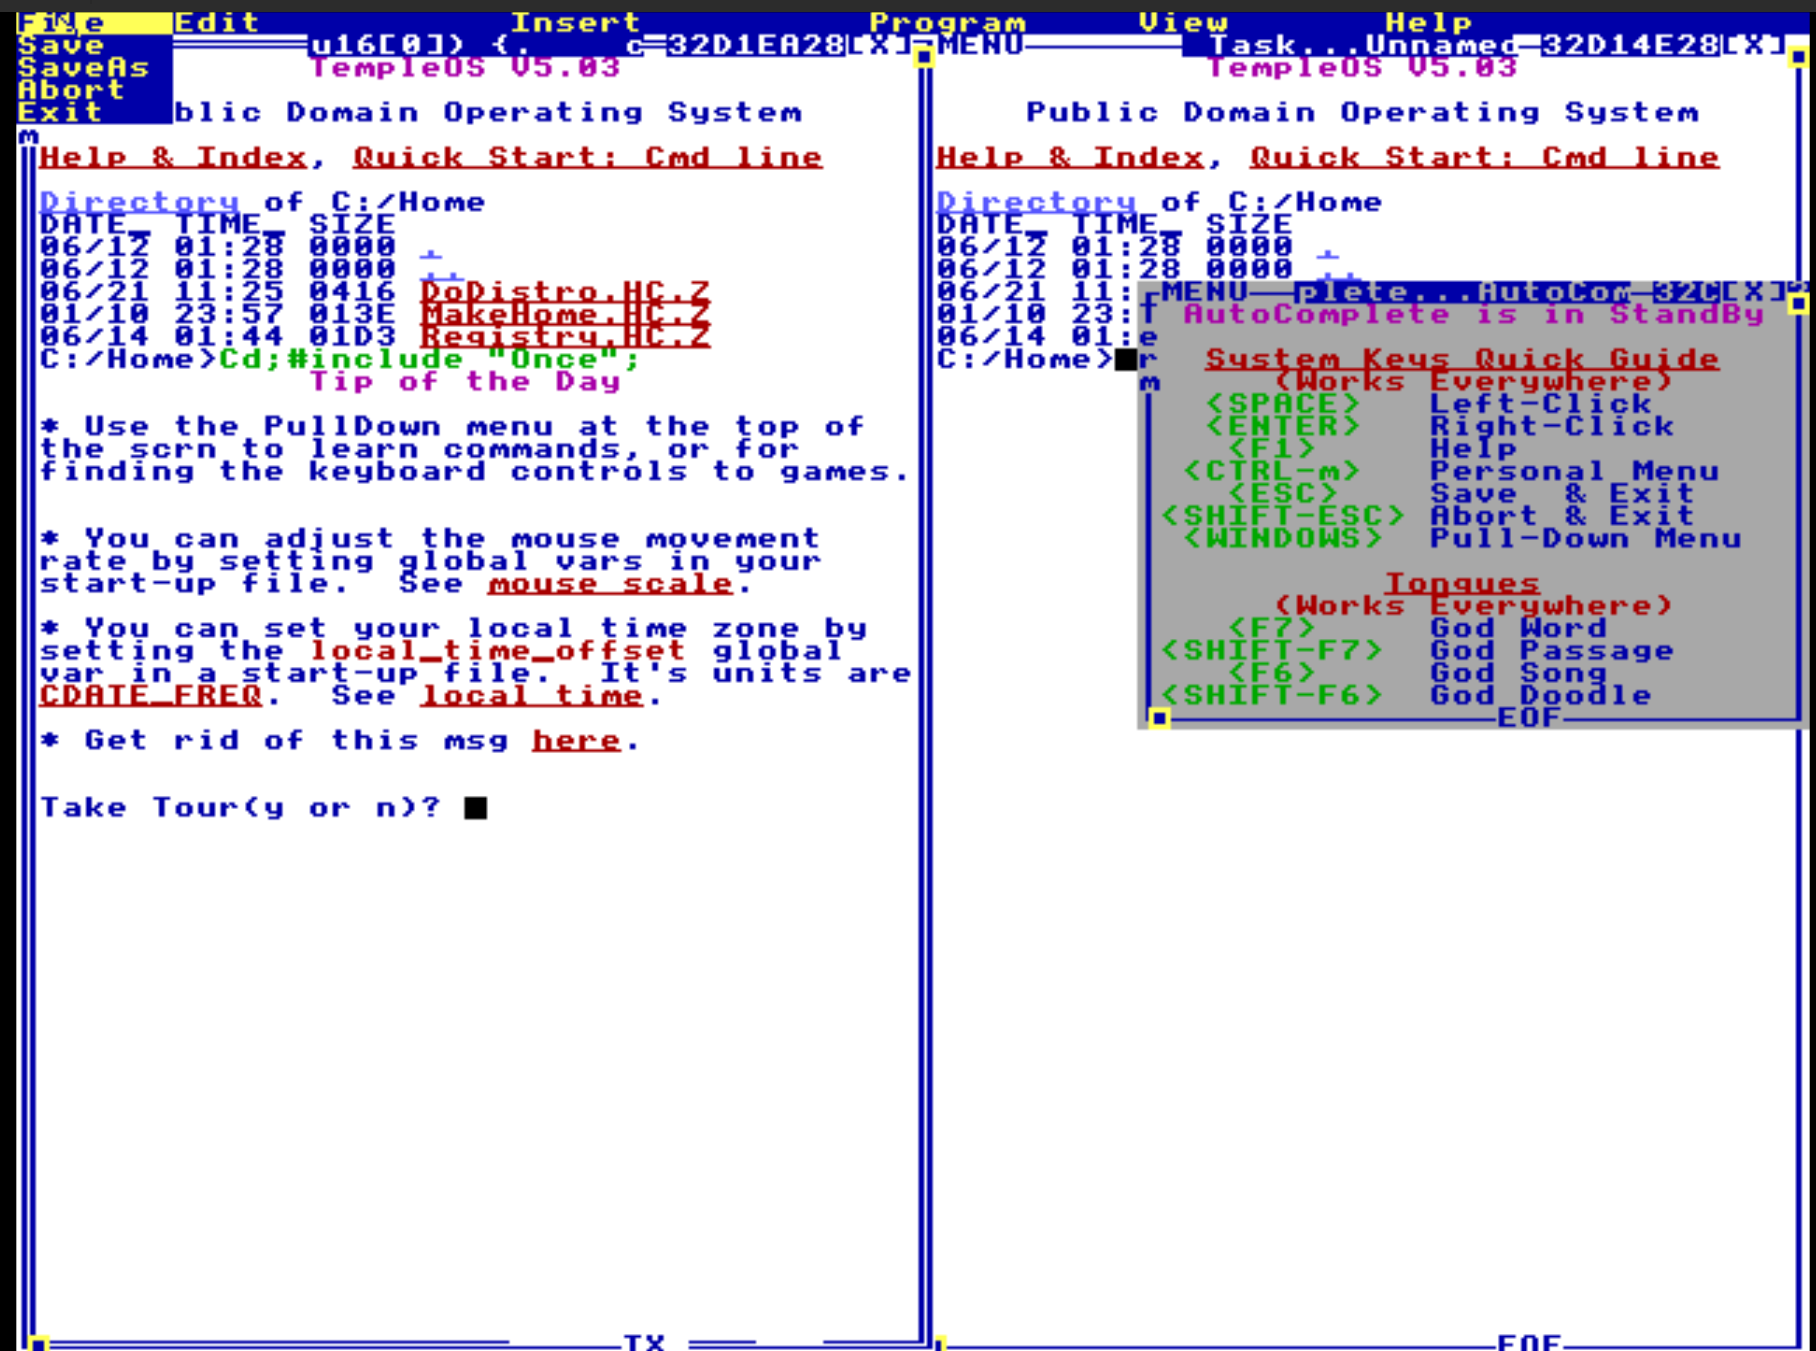 File Edit Insert Program View Help
Save
SaveAs
Abort
Exit
u16[0]) {. c=32D1EA28[X]
TempleOS V5.03
blic Domain Operating System
m
Help & Index, Quick Start: Cmd line
Directory of C:/Home
DATE_ TIME_ SIZE
06/12 01:28 0000 .
06/12 01:28 0000 ..
06/21 11:25 0416 DoDistro.HC.Z
01/10 23:57 013E MakeHome.HC.Z
06/14 01:44 01D3 Registry.HC.Z
C:/Home>Cd;#include "Once";
Tip of the Day
* Use the PullDown menu at the top of
the scrn to learn commands, or for
finding the keyboard controls to games.
* You can adjust the mouse movement
rate by setting global vars in your
start-up file. See mouse scale.
* You can set your local time zone by
setting the local_time_offset global
var in a start-up file. It's units are
CDATE_FREQ. See local time.
* Get rid of this msg here.
Take Tour(y or n)?
TX
MENU Task...Unnamed 32D14E28[X]
TempleOS V5.03
Public Domain Operating System
Help & Index, Quick Start: Cmd line
Directory of C:/Home
DATE_ TIME_ SIZE
06/12 01:28 0000 .
06/12 01:28 0000 ..
06/21 11:
01/10 23:
06/14 01:
C:/Home>
MENU plete...AutoCom 32C[X]
T
e
r
m
AutoComplete is in StandBy
System Keys Quick Guide
(Works Everywhere)
<SPACE> Left-Click
<ENTER> Right-Click
<F1> Help
<CTRL-m> Personal Menu
<ESC> Save & Exit
<SHIFT-ESC> Abort & Exit
<WINDOWS> Pull-Down Menu
Tongues
(Works Everywhere)
<F7> God Word
<SHIFT-F7> God Passage
<F6> God Song
<SHIFT-F6> God Doodle
EOF
EOF